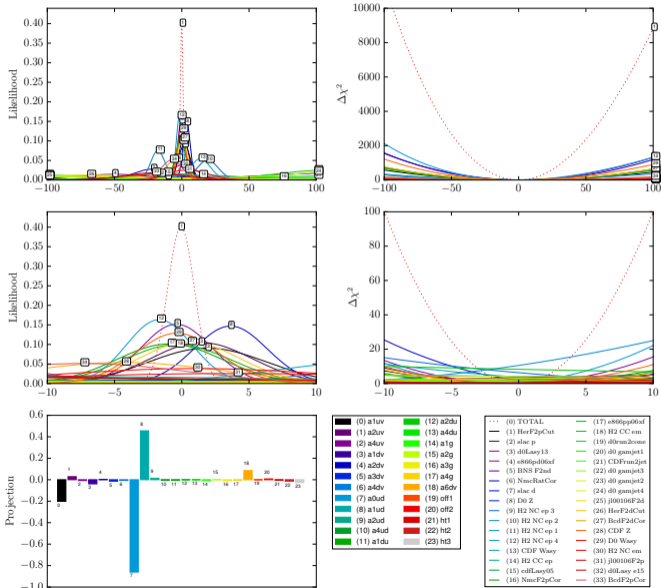 Likelihood
0.40
0.35
0.30
0.25
0.20
0.15
0.10
0.05
0.00
−100 −50 0 50 100
Δχ²
10000
8000
6000
4000
2000
0
−100 −50 0 50 100
Likelihood
0.40
0.35
0.30
0.25
0.20
0.15
0.10
0.05
0.00
−10 −5 0 5 10
Δχ²
100
80
60
40
20
0
−10 −5 0 5 10
Projection
0.6
0.4
0.2
0.0
−0.2
−0.4
−0.6
−0.8
−1.0
(0) a1uv
(1) a2uv
(2) a4uv
(3) a1dv
(4) a2dv
(5) a3dv
(6) a4dv
(7) a0ud
(8) a1ud
(9) a2ud
(10) a4ud
(11) a1du
(12) a2du
(13) a4du
(14) a1g
(15) a2g
(16) a3g
(17) a4g
(18) a6dv
(19) off1
(20) off2
(21) ht1
(22) ht2
(23) ht3
(0) TOTAL
(1) HerF2pCut
(2) slac p
(3) d0Lasy13
(4) e866pd06xf
(5) BNS F2nd
(6) NmcRatCor
(7) slac d
(8) D0 Z
(9) H2 NC ep 3
(10) H2 NC ep 2
(11) H2 NC ep 1
(12) H2 NC ep 4
(13) CDF Wasy
(14) H2 CC ep
(15) cdfLasy05
(16) NmcF2pCor
(17) e866pp06xf
(18) H2 CC em
(19) d0run2cone
(20) d0 gamjet1
(21) CDFrun2jet
(22) d0 gamjet3
(23) d0 gamjet2
(24) d0 gamjet4
(25) jl00106F2d
(26) HerF2dCut
(27) BcdF2dCor
(28) CDF Z
(29) D0 Wasy
(30) H2 NC em
(31) jl00106F2p
(32) d0Lasy e15
(33) BcdF2pCor